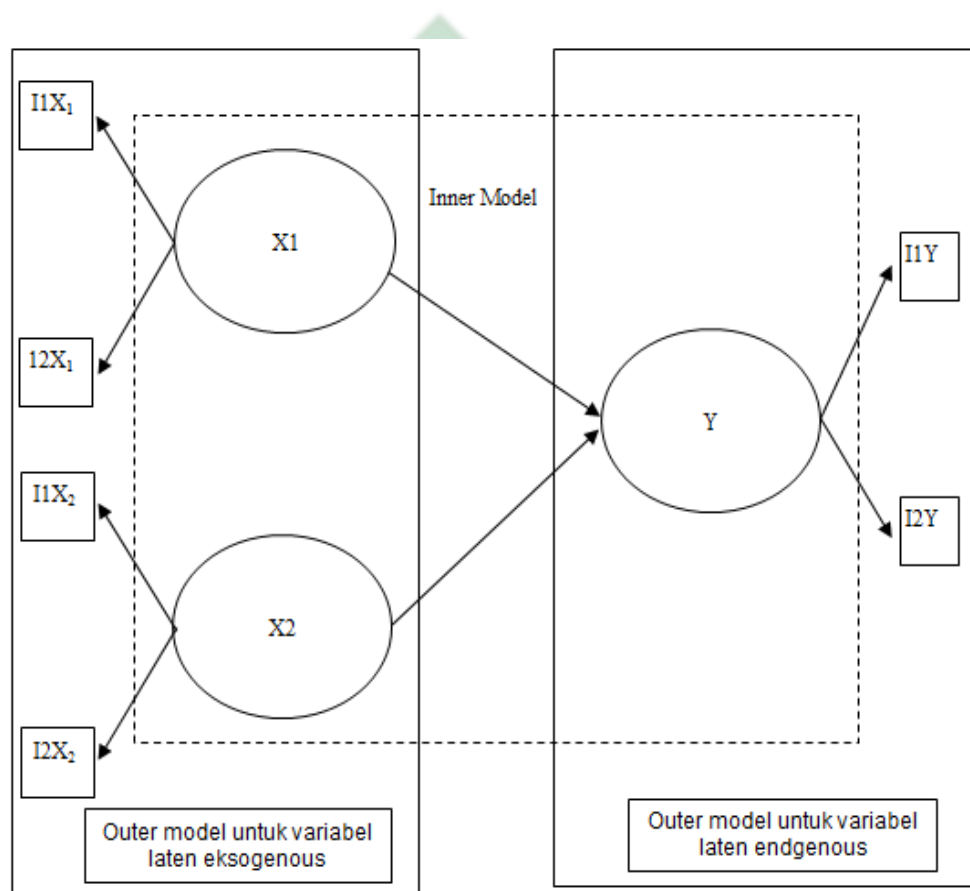 I1X₁
X1
Inner Model
I1Y
12X₁
Y
I1X₂
I2Y
X2
I2X₂
Outer model untuk variabel
laten eksogenous
Outer model untuk variabel
laten endgenous